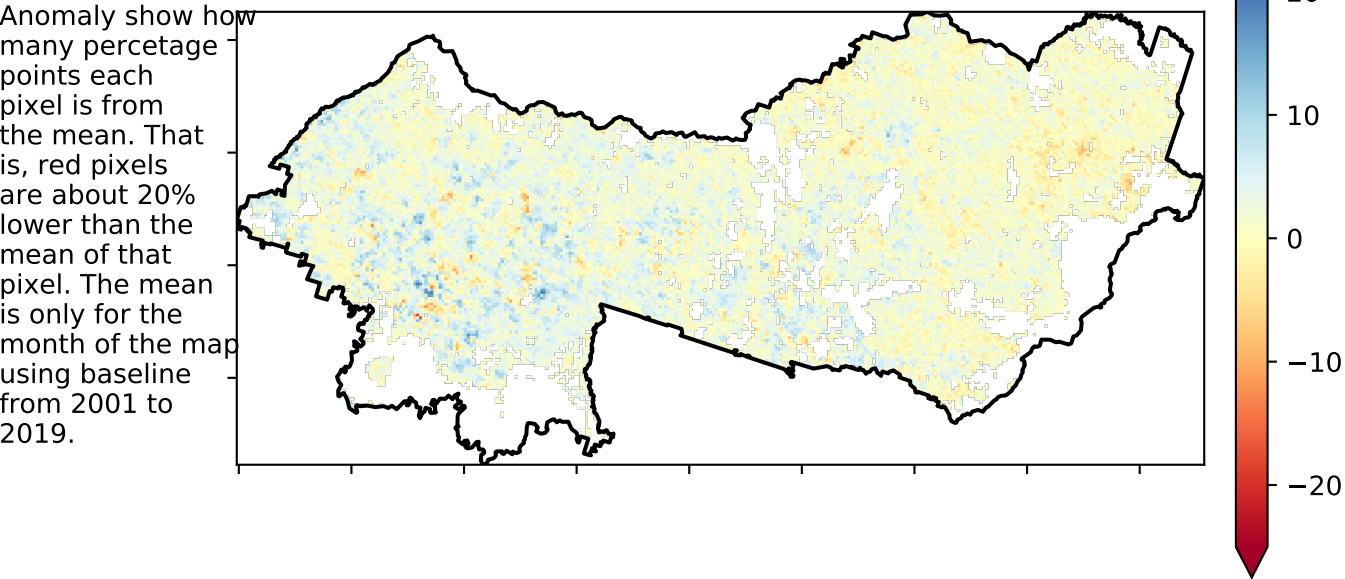 Anomaly show how
many percetage
points each
pixel is from
the mean. That
is, red pixels
are about 20%
lower than the
mean of that
pixel. The mean
is only for the
month of the map
using baseline
from 2001 to
2019.
10
0
−10
−20